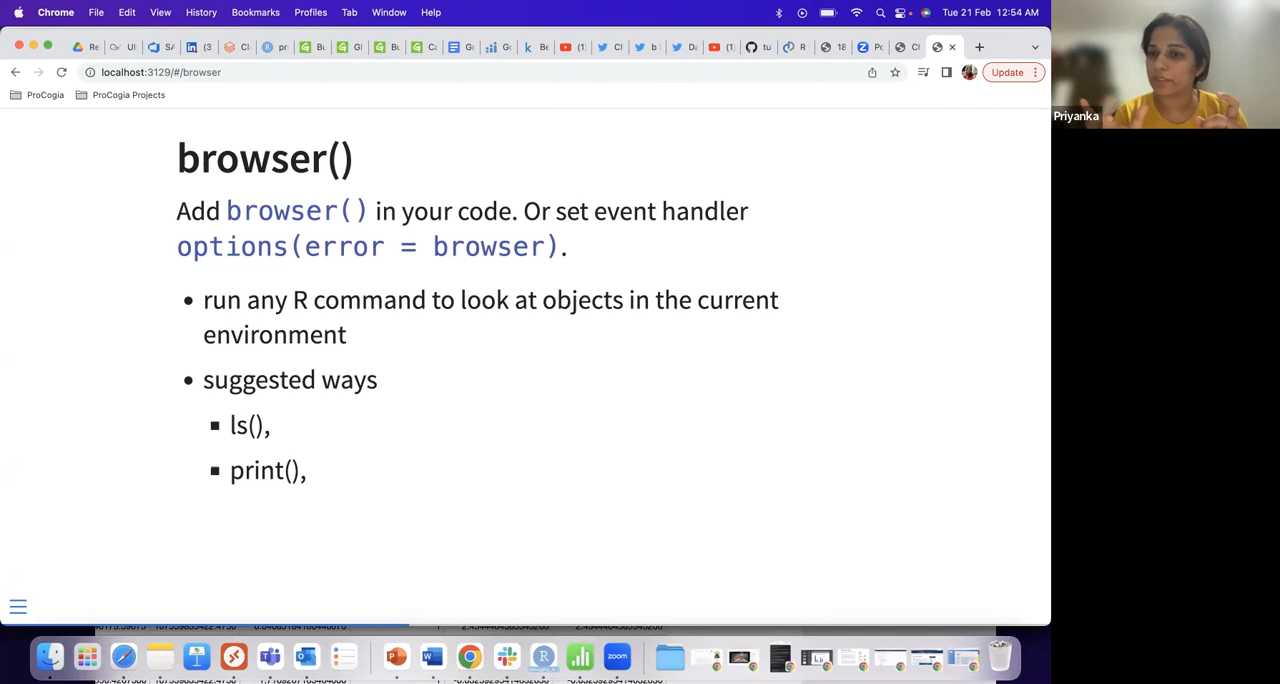 Chrome File Edit View History Bookmarks Profiles Tab Window Help Tue 21 Feb 12:54 AM
localhost:3129/#/browser Update
ProCogia ProCogia Projects
Priyanka
browser()
Add browser() in your code. Or set event handler
options(error = browser).
run any R command to look at objects in the current
environment
suggested ways
ls(),
print(),
zoom